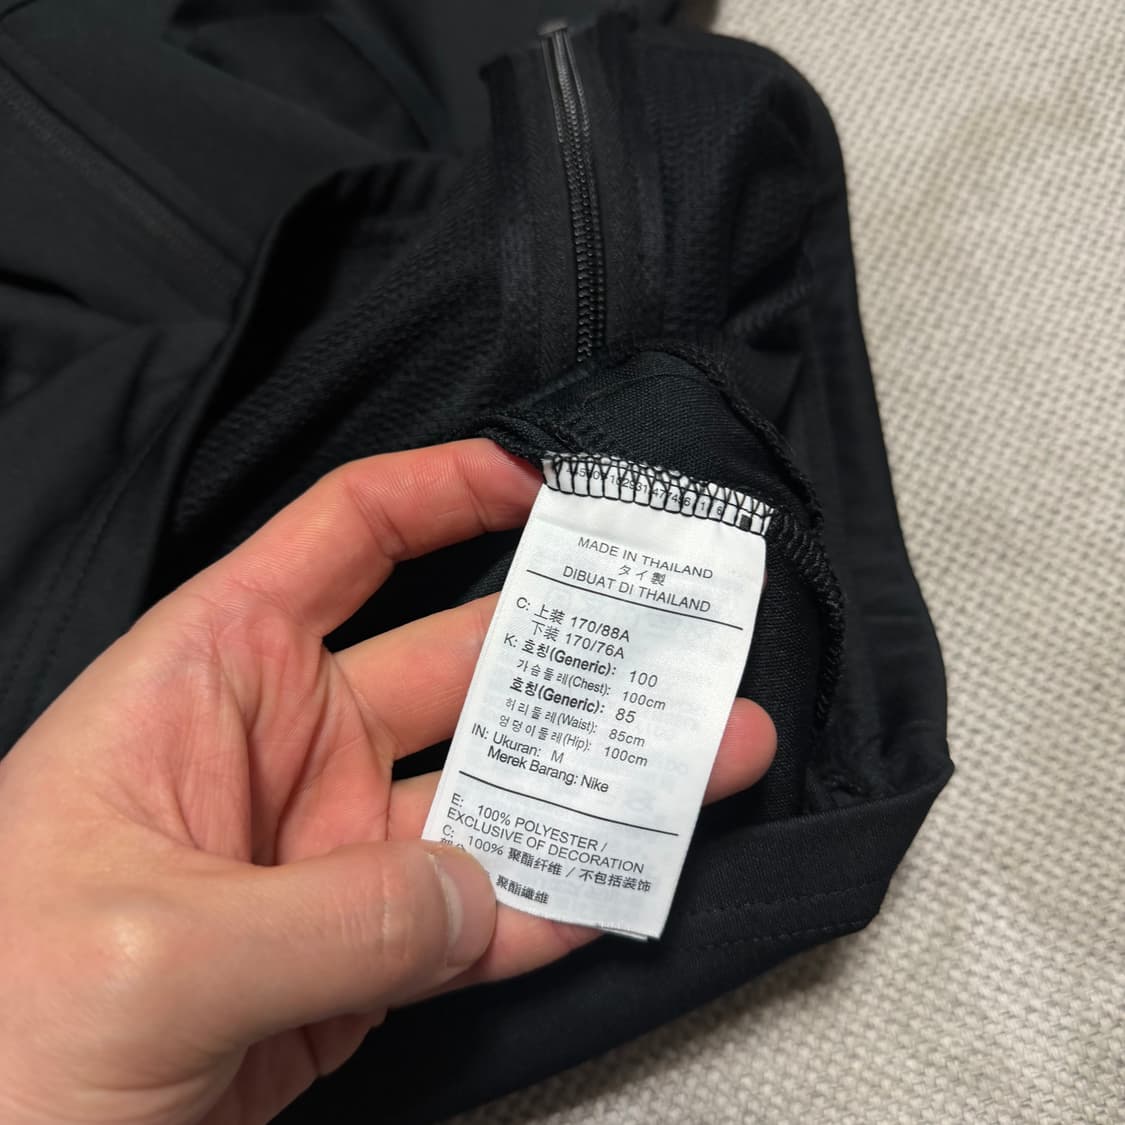 MADE IN THAILAND
タイ製
DIBUAT DI THAILAND
C: 上装 170/88A
下装 170/76A
K: 호칭(Generic): 100
가슴둘레(Chest): 100cm
호칭(Generic): 85
허리둘레(Waist): 85cm
엉덩이둘레(Hip): 100cm
IN: Ukuran: M
Merek Barang: Nike
E: 100% POLYESTER /
EXCLUSIVE OF DECORATION
C: 100% 聚酯纤维 / 不包括装饰
聚酯纖維